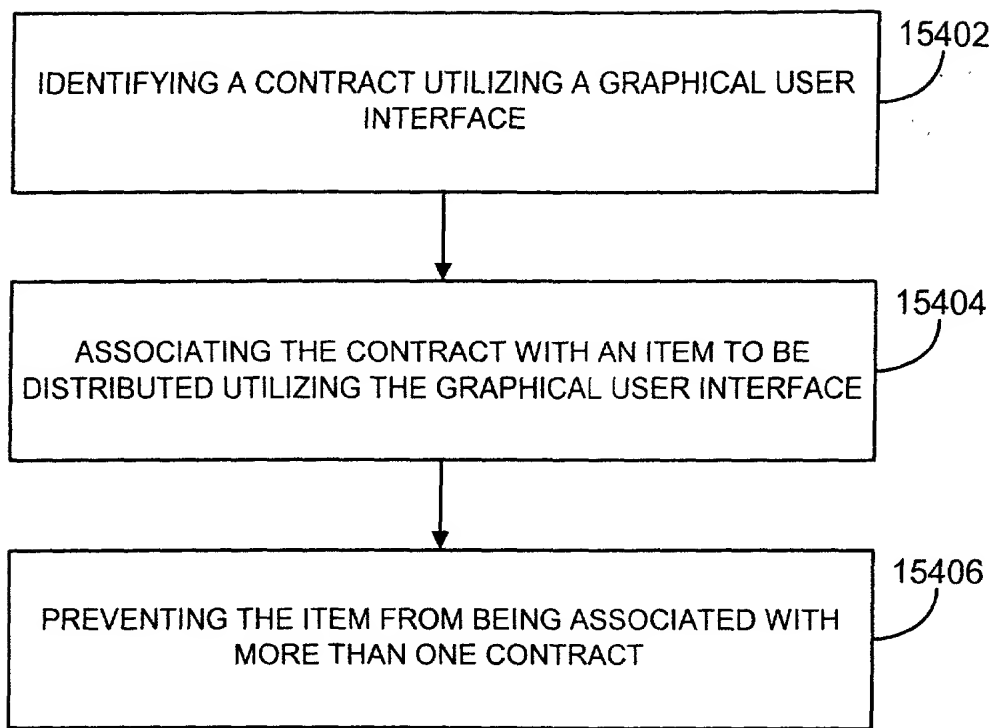 15402
IDENTIFYING A CONTRACT UTILIZING A GRAPHICAL USER
INTERFACE
15404
ASSOCIATING THE CONTRACT WITH AN ITEM TO BE
DISTRIBUTED UTILIZING THE GRAPHICAL USER INTERFACE
15406
PREVENTING THE ITEM FROM BEING ASSOCIATED WITH
MORE THAN ONE CONTRACT